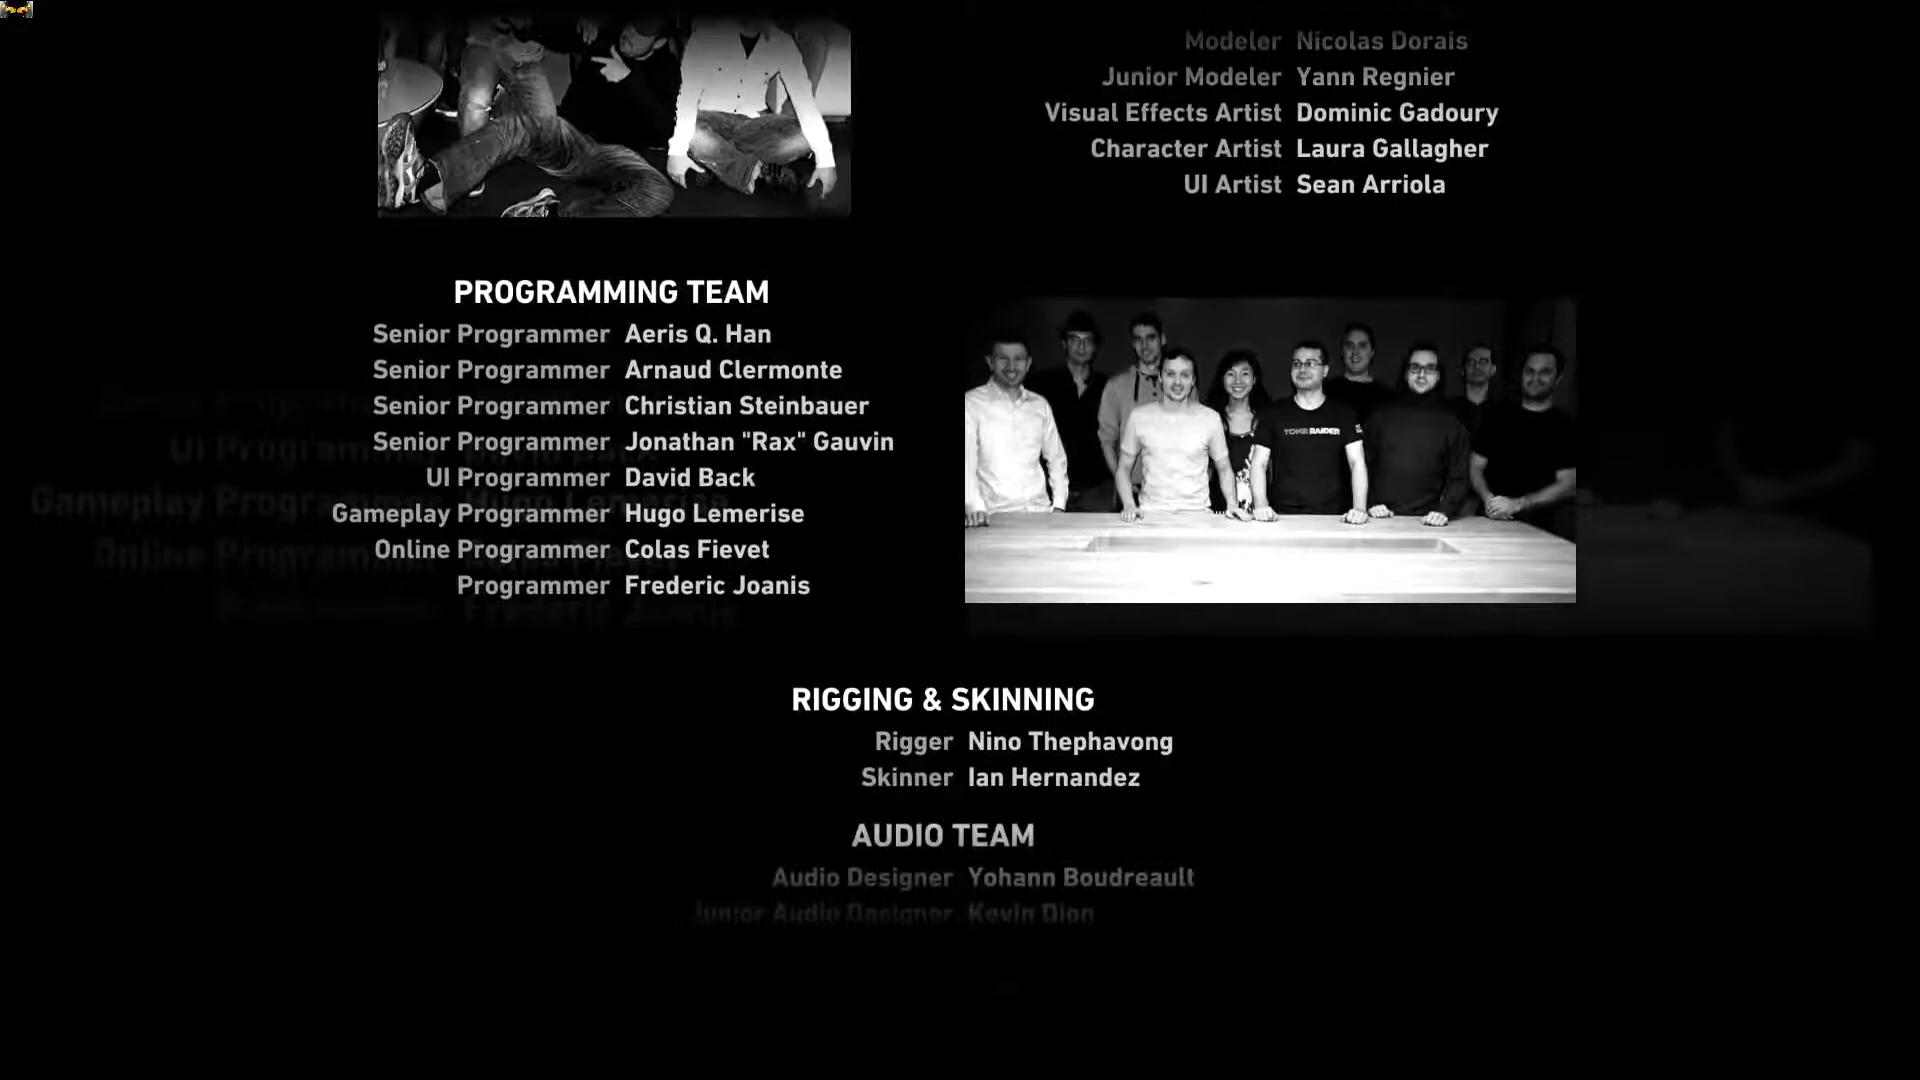 Modeler Nicolas Dorais
Junior Modeler Yann Regnier
Visual Effects Artist Dominic Gadoury
Character Artist Laura Gallagher
UI Artist Sean Arriola
PROGRAMMING TEAM
Senior Programmer Aeris Q. Han
Senior Programmer Arnaud Clermonte
Senior Programmer Christian Steinbauer
Senior Programmer Jonathan "Rax" Gauvin
UI Programmer David Back
Gameplay Programmer Hugo Lemerise
Online Programmer Colas Fievet
Programmer Frederic Joanis
TOMB RAIDER
RIGGING & SKINNING
Rigger Nino Thephavong
Skinner Ian Hernandez
AUDIO TEAM
Audio Designer Yohann Boudreault
Junior Audio Designer Kevin Dion